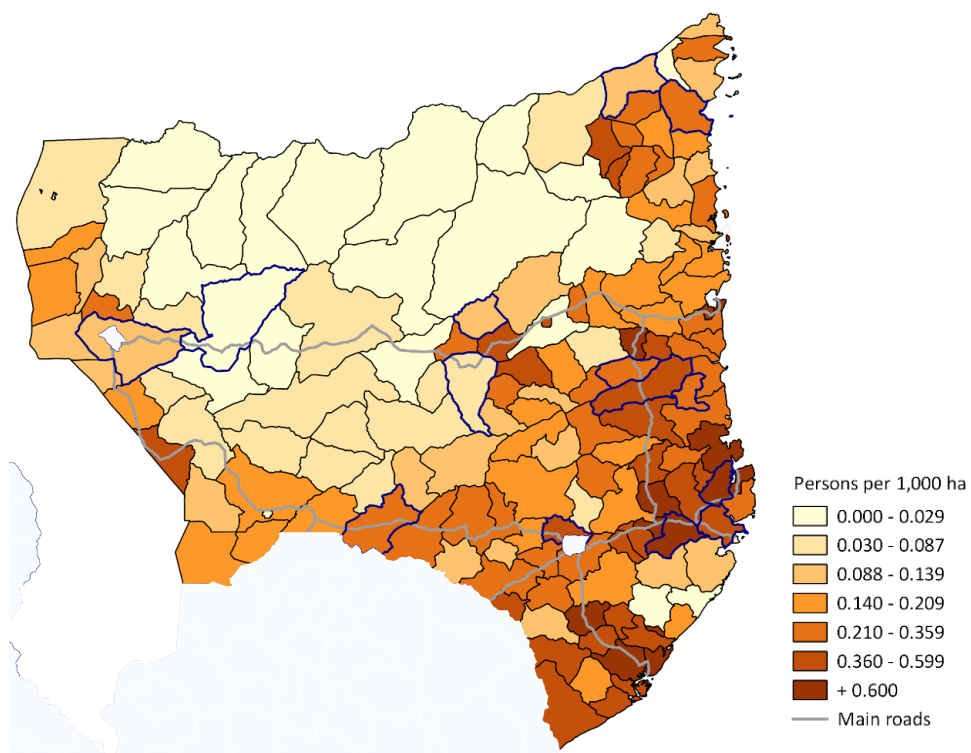 Persons per 1,000 ha
0.000 - 0.029
0.030 - 0.087
0.088 - 0.139
0.140 - 0.209
0.210 - 0.359
0.360 - 0.599
+ 0.600
Main roads